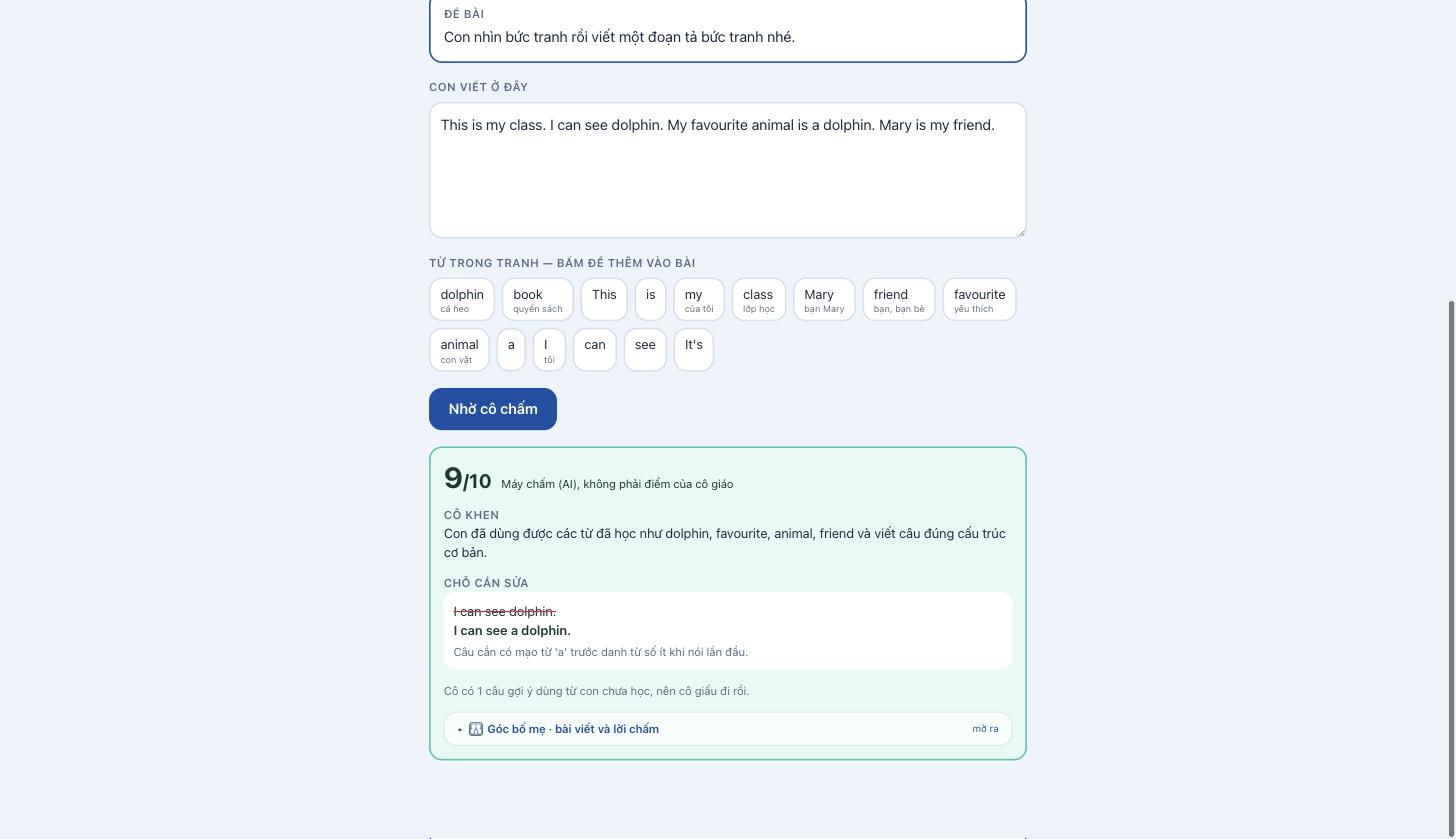 ĐỀ BÀI
Con nhìn bức tranh rồi viết một đoạn tả bức tranh nhé.
CON VIẾT Ở ĐÂY
This is my class. I can see dolphin. My favourite animal is a dolphin. Mary is my friend.
TỪ TRONG TRANH — BẤM ĐỂ THÊM VÀO BÀI
dolphin book This is my class Mary friend favourite
cá heo quyển sách của tôi lớp học bạn Mary bạn, bạn bè yêu thích
animal a I can see It's
con vật tôi
Nhờ cô chấm
9/10 Máy chấm (AI), không phải điểm của cô giáo
CÔ KHEN
Con đã dùng được các từ đã học như dolphin, favourite, animal, friend và viết câu đúng cấu trúc
cơ bản.
CHỖ CẦN SỬA
I can see dolphin.
I can see a dolphin.
Câu cần có mạo từ 'a' trước danh từ số ít khi nói lần đầu.
Cô có 1 câu gợi ý dùng từ con chưa học, nên cô giấu đi rồi.
Góc bố mẹ · bài viết và lời chấm mở ra